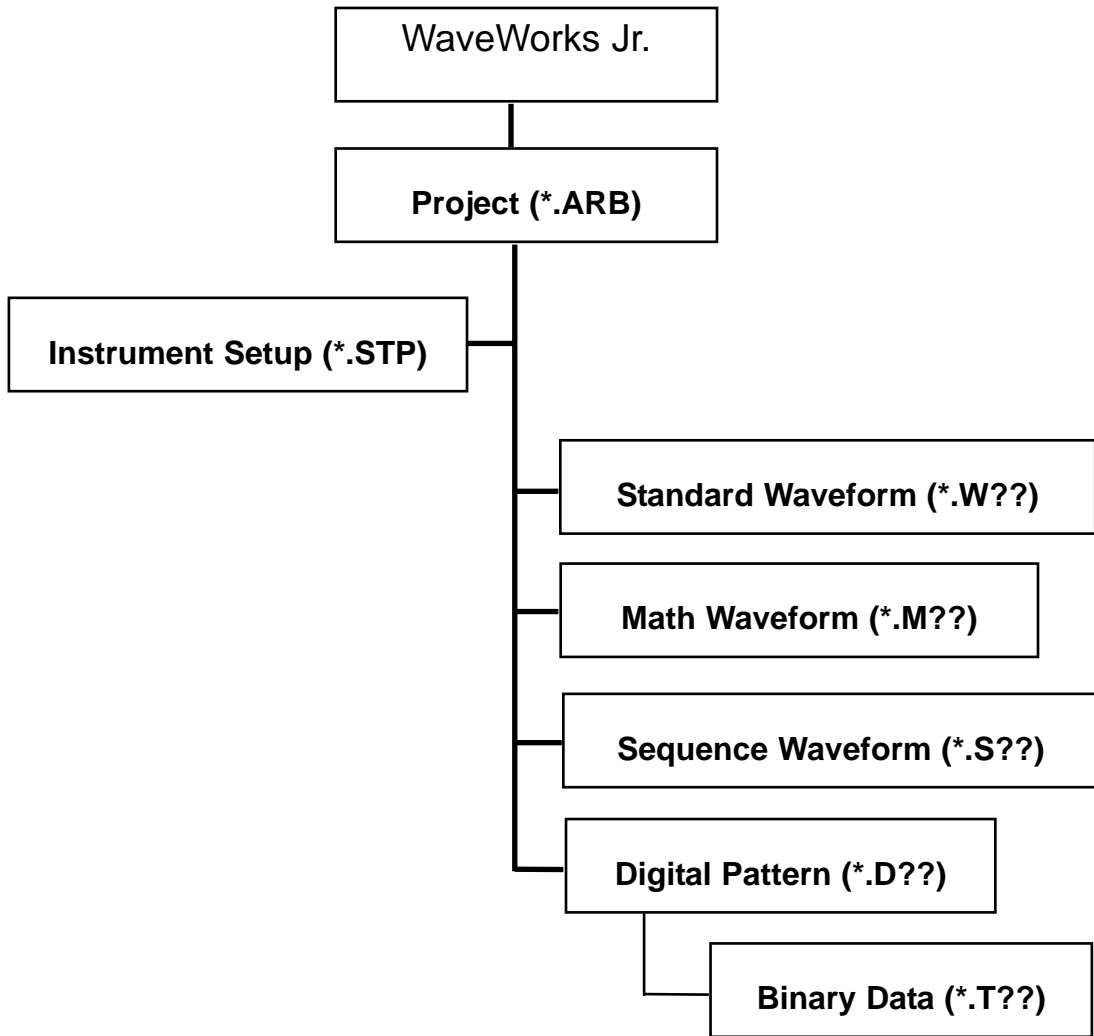 WaveWorks Jr.
Project (*.ARB)
Instrument Setup (*.STP)
Standard Waveform (*.W??)
Math Waveform (*.M??)
Sequence Waveform (*.S??)
Digital Pattern (*.D??)
Binary Data (*.T??)